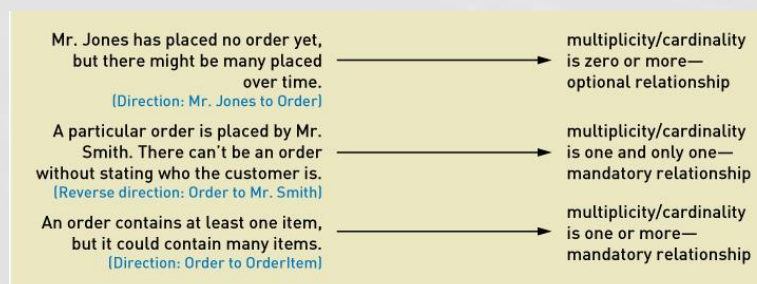 Mr. Jones has placed no order yet,
but there might be many placed
over time.
(Direction: Mr. Jones to Order)
multiplicity/cardinality
is zero or more—
optional relationship
A particular order is placed by Mr.
Smith. There can't be an order
without stating who the customer is.
(Reverse direction: Order to Mr. Smith)
multiplicity/cardinality
is one and only one—
mandatory relationship
An order contains at least one item,
but it could contain many items.
(Direction: Order to OrderItem)
multiplicity/cardinality
is one or more—
mandatory relationship